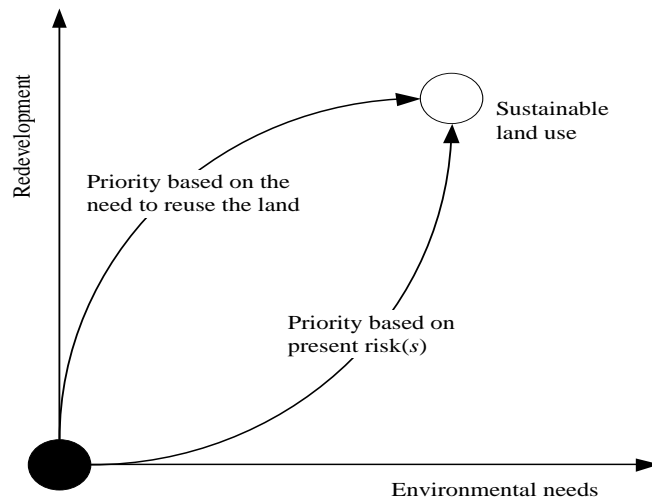 Redevelopment
Sustainable
land use
Priority based on the
need to reuse the land
Priority based on
present risk(s)
Environmental needs